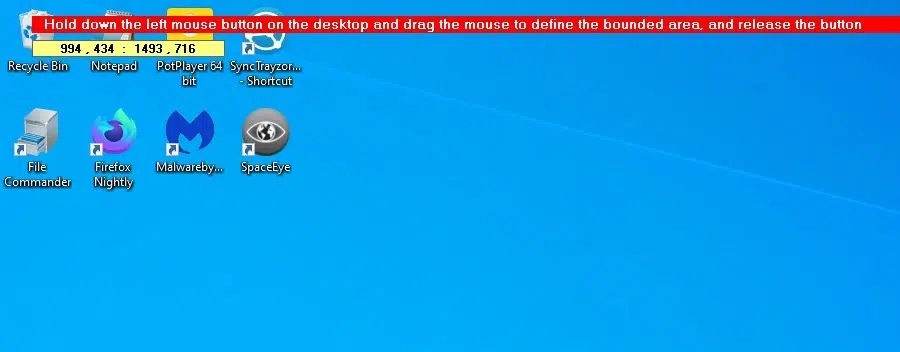 Hold down the left mouse button on the desktop and drag the mouse to define the bounded area, and release the button
994 , 434 : 1493 , 716
Recycle Bin
Notepad
PotPlayer 64
bit
SyncTrayzor...
- Shortcut
File
Commander
Firefox
Nightly
Malwareby...
SpaceEye